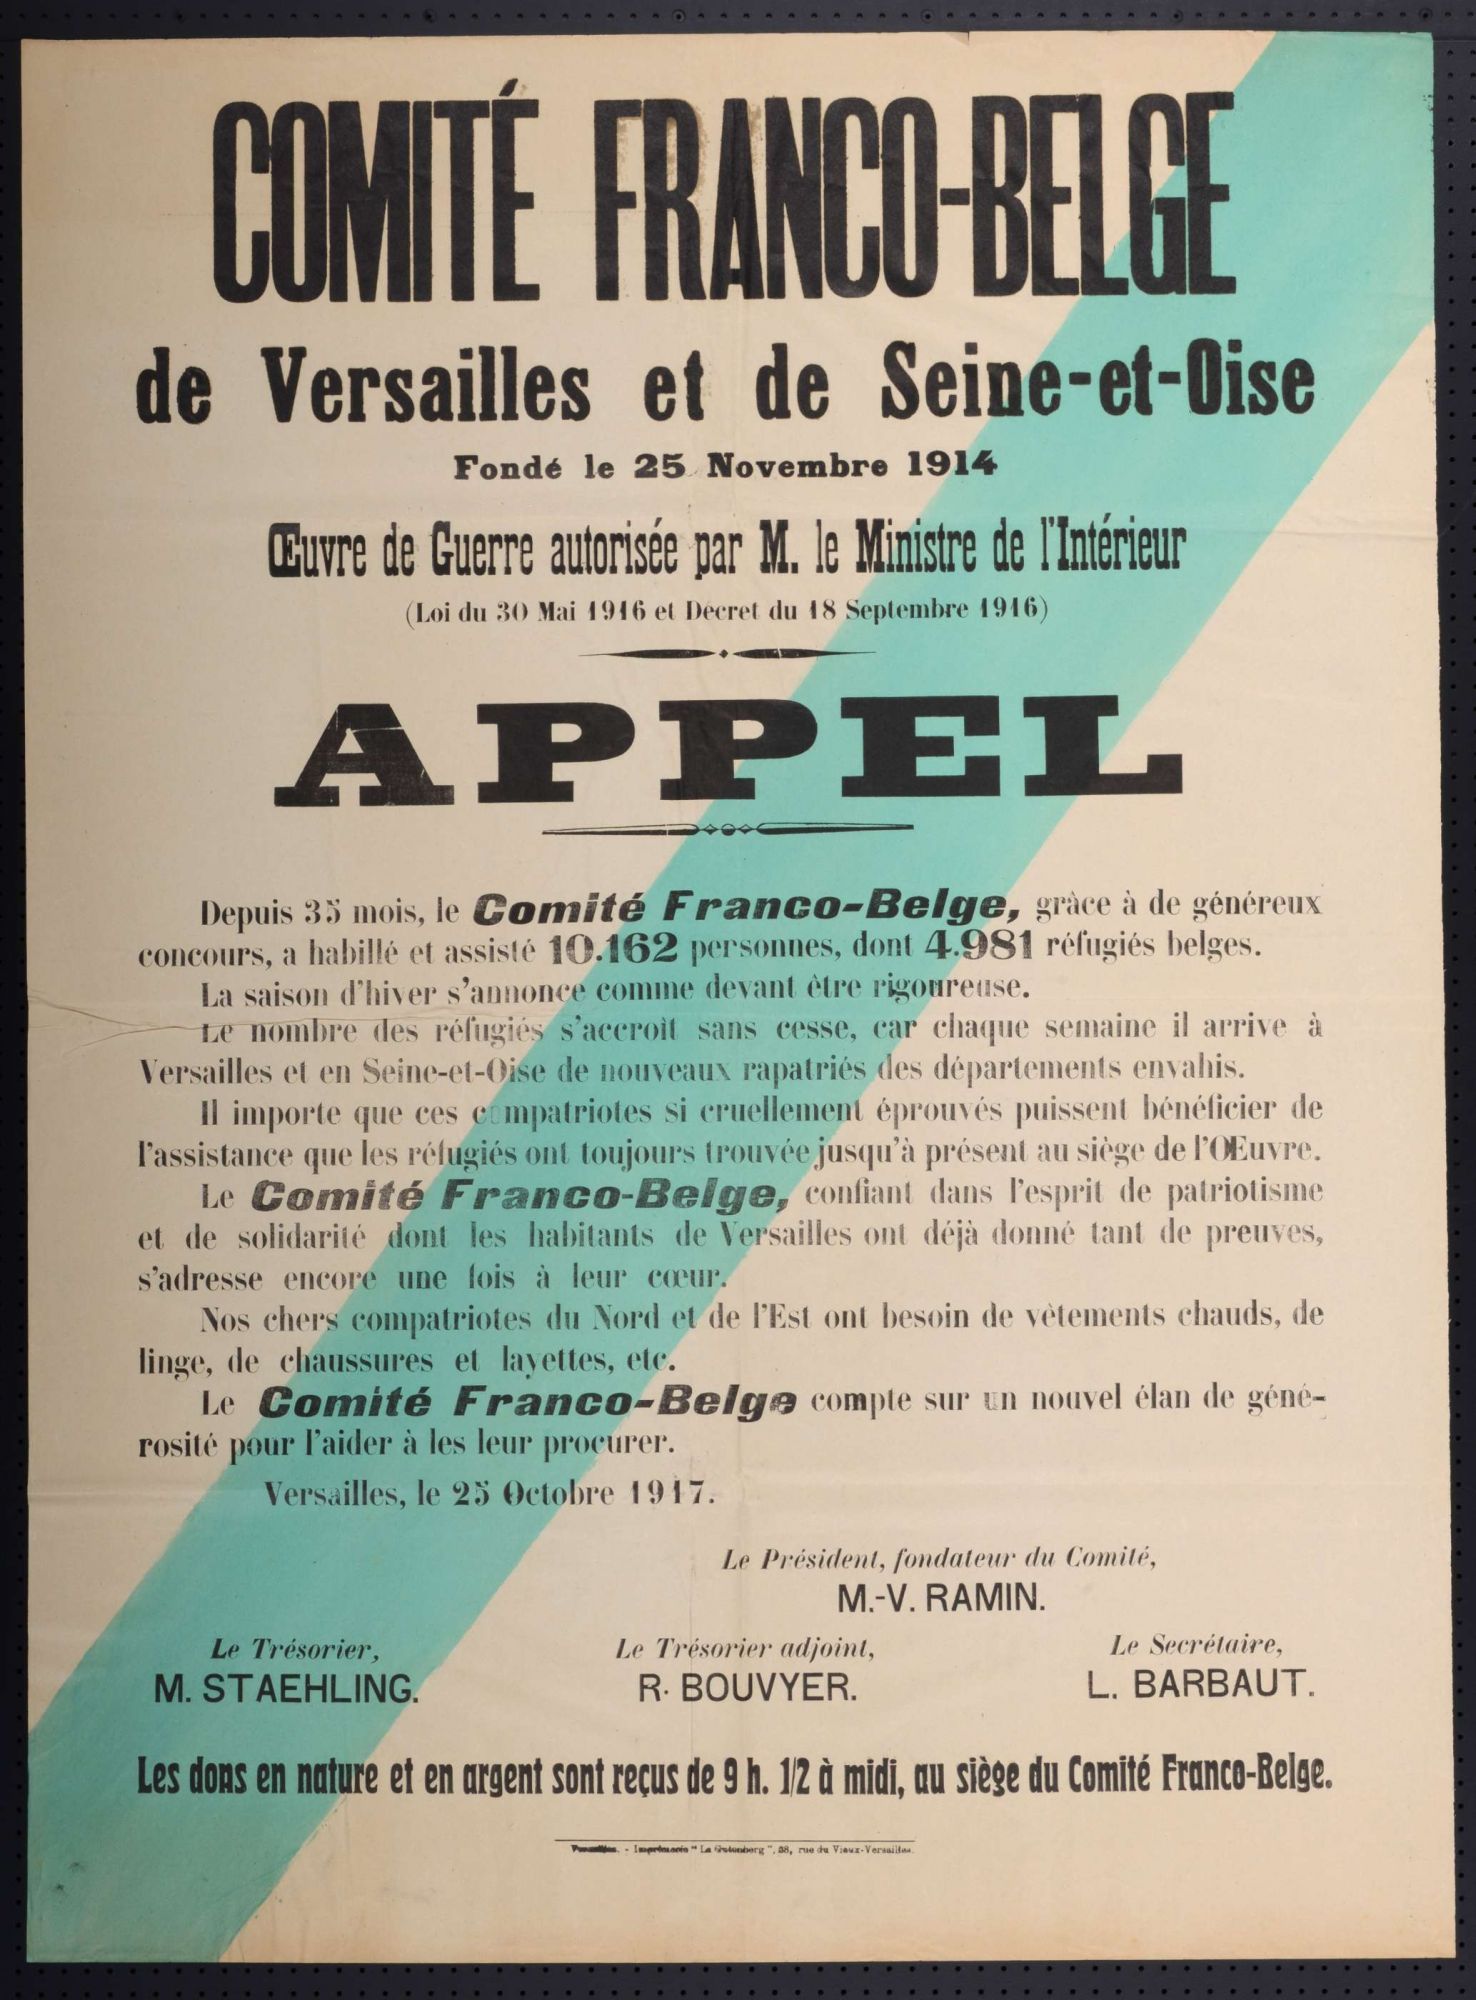 COMITÉ FRANCO-BELGE
de Versailles et de Seine-et-Oise
Fondé le 25 Novembre 1914
Œuvre de Guerre autorisée par M. le Ministre de l'Intérieur
(Loi du 30 Mai 1916 et Décret du 18 Septembre 1916)
APPEL
Depuis 35 mois, le Comité Franco-Belge, grâce à de généreux
concours, a habillé et assisté 10.162 personnes, dont 4.981 réfugiés belges.
La saison d'hiver s'annonce comme devant être rigoureuse.
Le nombre des réfugiés s'accroît sans cesse, car chaque semaine il arrive à
Versailles et en Seine-et-Oise de nouveaux rapatriés des départements envahis.
Il importe que ces compatriotes si cruellement éprouvés puissent bénéficier de
l'assistance que les réfugiés ont toujours trouvée jusqu'à présent au siège de l'Œuvre.
Le Comité Franco-Belge, confiant dans l'esprit de patriotisme
et de solidarité dont les habitants de Versailles ont déjà donné tant de preuves,
s'adresse encore une fois à leur cœur.
Nos chers compatriotes du Nord et de l'Est ont besoin de vêtements chauds, de
linge, de chaussures et layettes, etc.
Le Comité Franco-Belge compte sur un nouvel élan de géné-
rosité pour l'aider à les leur procurer.
Versailles, le 25 Octobre 1917.
Le Président, fondateur du Comité,
M.-V. RAMIN.
Le Trésorier, Le Trésorier adjoint, Le Secrétaire,
M. STAEHLING. R. BOUVYER. L. BARBAUT.
Les dons en nature et en argent sont reçus de 9 h. 1/2 à midi, au siège du Comité Franco-Belge.
Versailles. - Imprimerie "La Gutenberg", 38, rue du Vieux-Versailles.